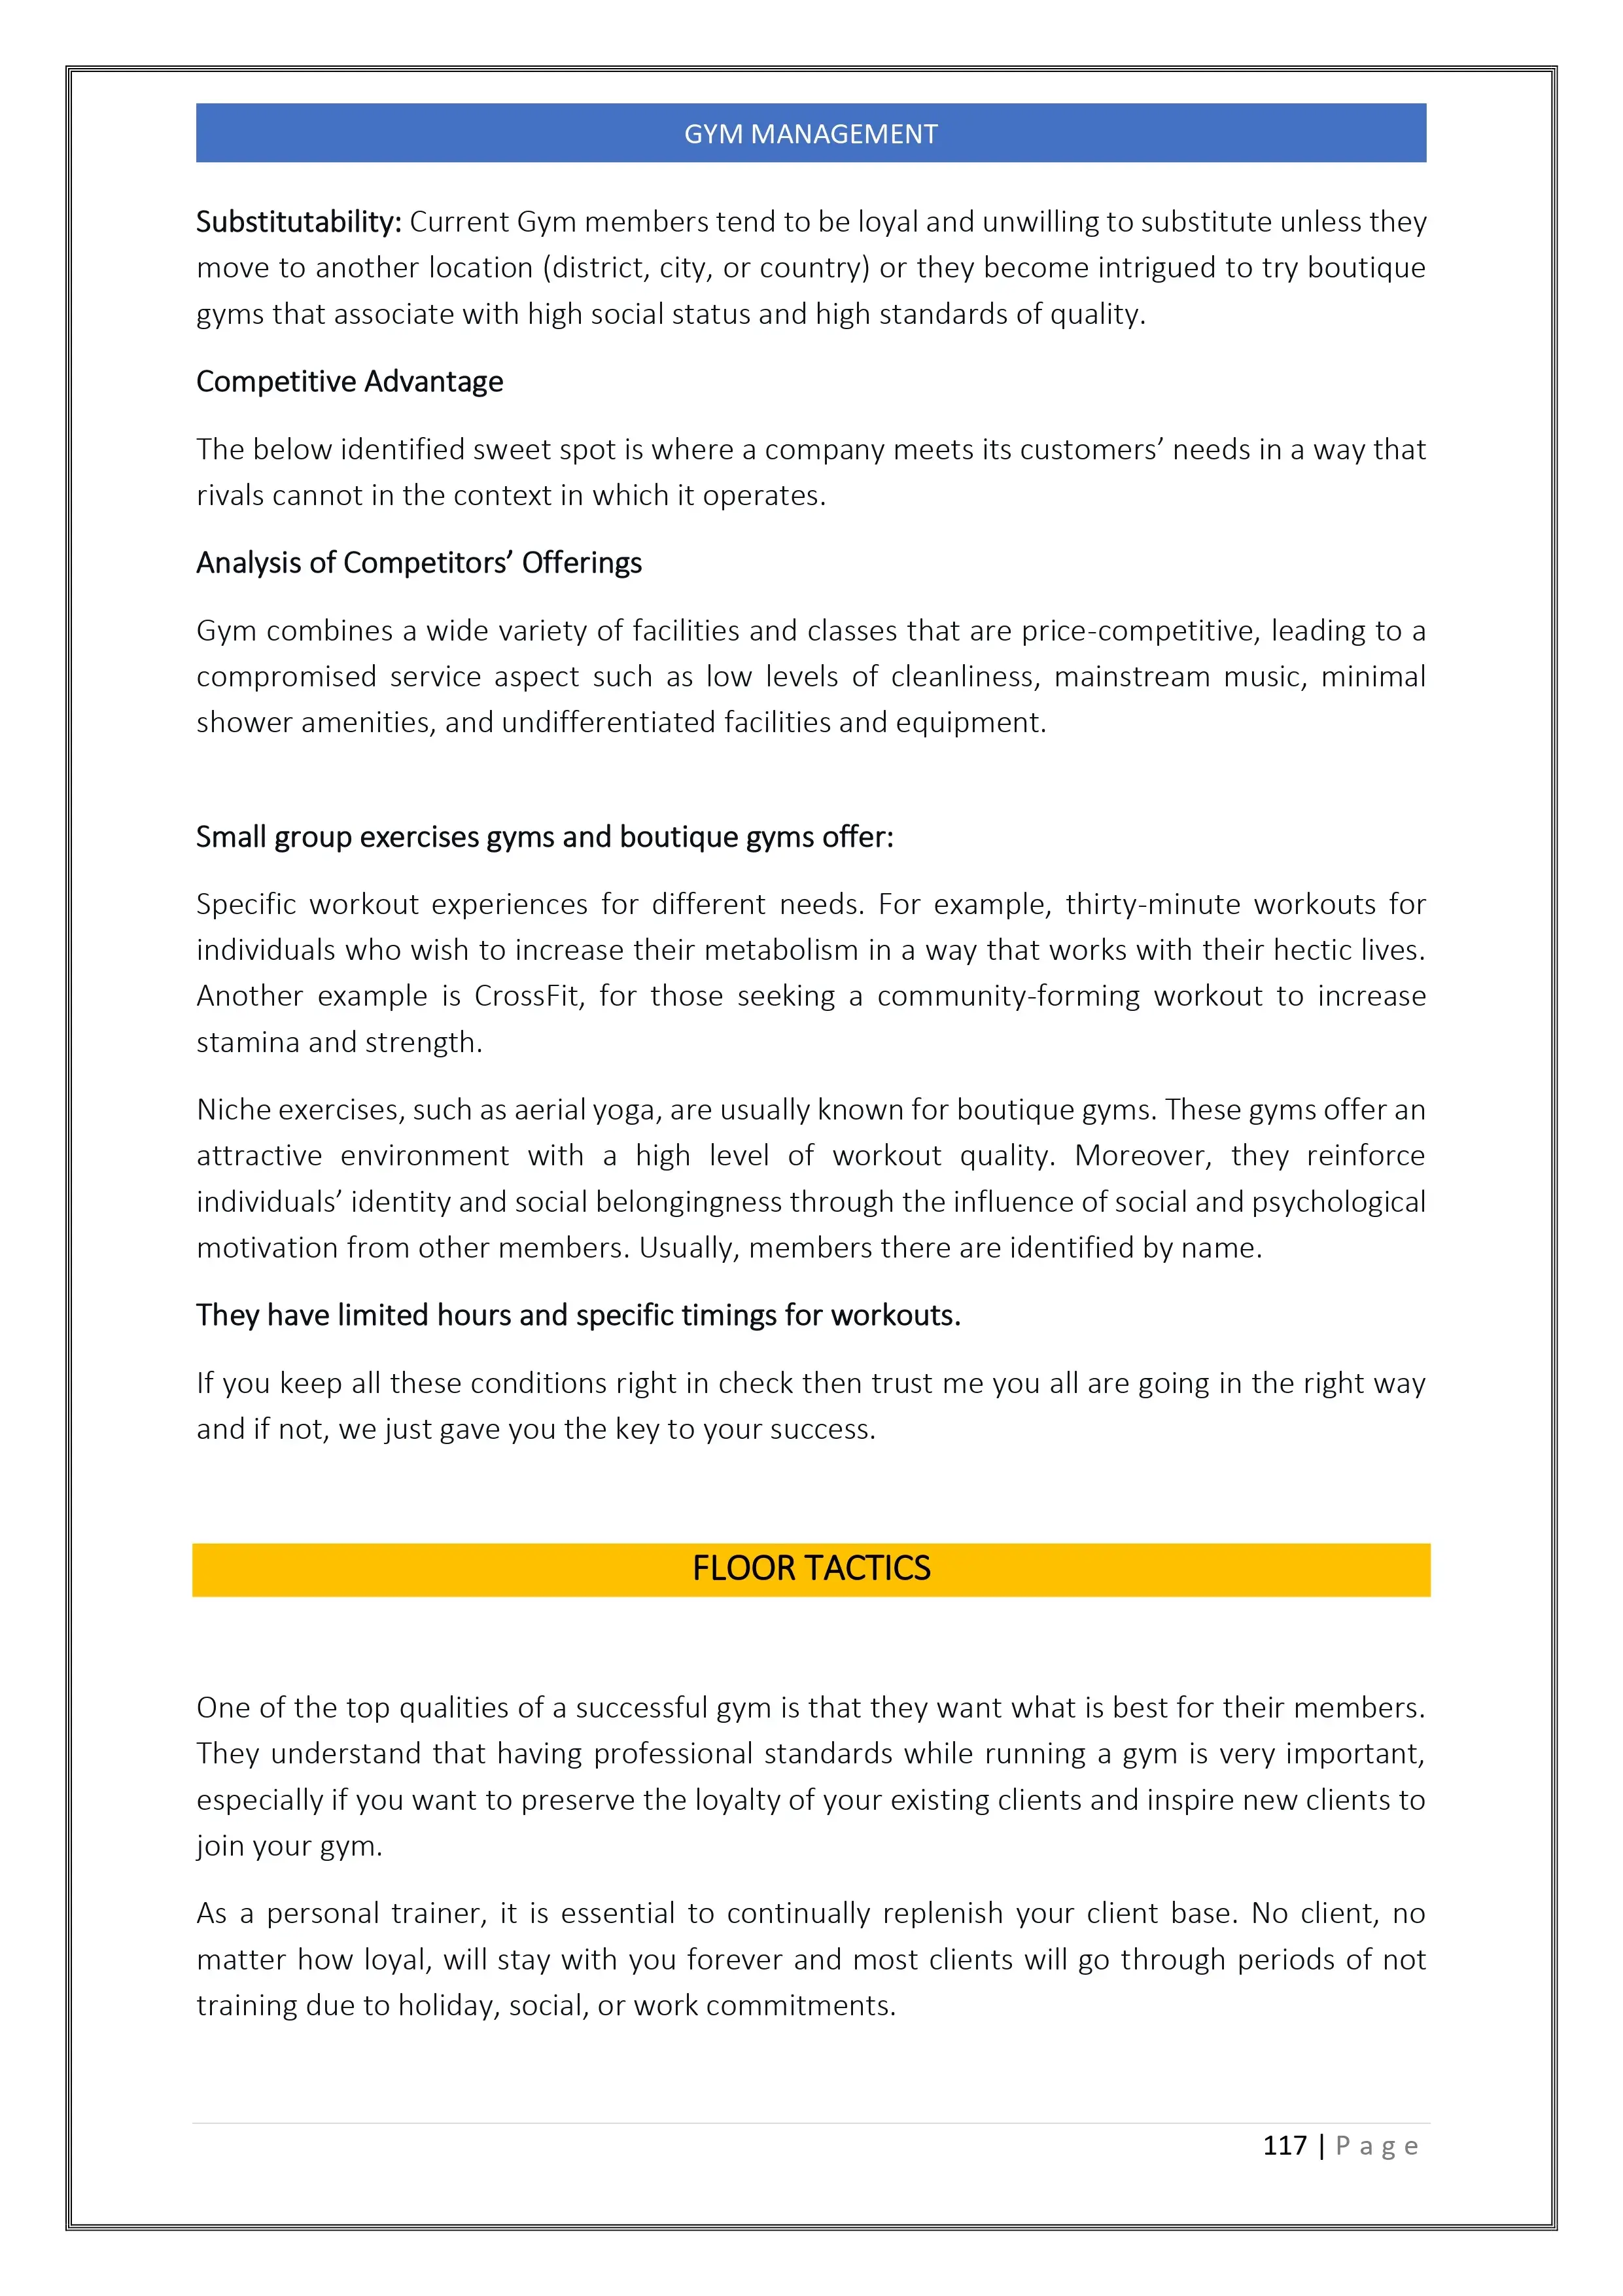 GYM MANAGEMENT
Substitutability: Current Gym members tend to be loyal and unwilling to substitute unless they
move to another location (district, city, or country) or they become intrigued to try boutique
gyms that associate with high social status and high standards of quality.
Competitive Advantage
The below identified sweet spot is where a company meets its customers’ needs in a way that
rivals cannot in the context in which it operates.
Analysis of Competitors’ Offerings
Gym combines a wide variety of facilities and classes that are price-competitive, leading to a
compromised service aspect such as low levels of cleanliness, mainstream music, minimal
shower amenities, and undifferentiated facilities and equipment.
Small group exercises gyms and boutique gyms offer:
Specific workout experiences for different needs. For example, thirty-minute workouts for
individuals who wish to increase their metabolism in a way that works with their hectic lives.
Another example is CrossFit, for those seeking a community-forming workout to increase
stamina and strength.
Niche exercises, such as aerial yoga, are usually known for boutique gyms. These gyms offer an
attractive environment with a high level of workout quality. Moreover, they reinforce
individuals’ identity and social belongingness through the influence of social and psychological
motivation from other members. Usually, members there are identified by name.
They have limited hours and specific timings for workouts.
If you keep all these conditions right in check then trust me you all are going in the right way
and if not, we just gave you the key to your success.
FLOOR TACTICS
One of the top qualities of a successful gym is that they want what is best for their members.
They understand that having professional standards while running a gym is very important,
especially if you want to preserve the loyalty of your existing clients and inspire new clients to
join your gym.
As a personal trainer, it is essential to continually replenish your client base. No client, no
matter how loyal, will stay with you forever and most clients will go through periods of not
training due to holiday, social, or work commitments.
117 | P a g e